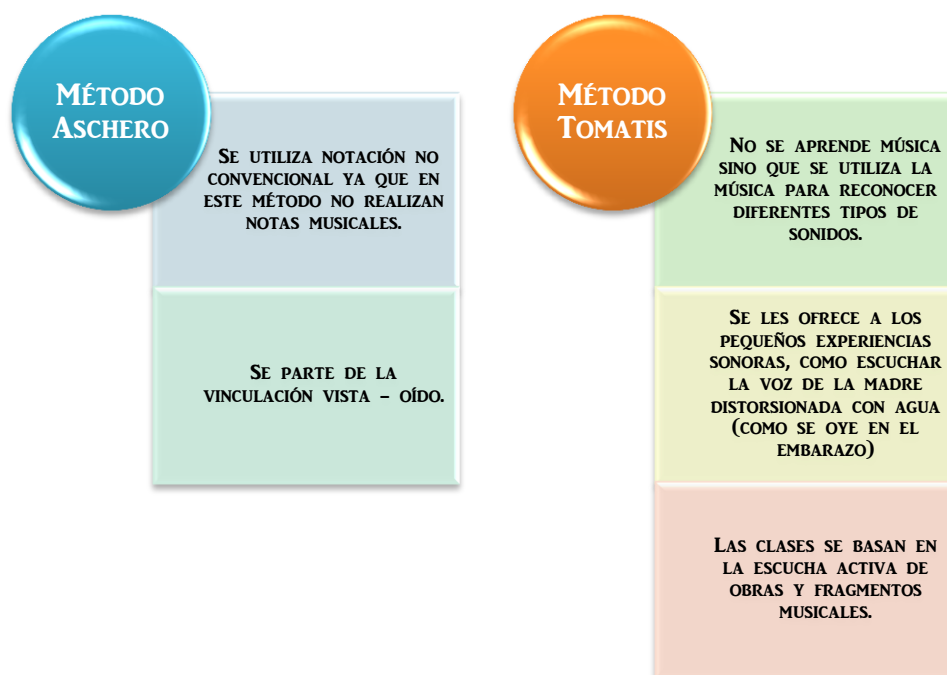 Método
Aschero
Se utiliza notación no
convencional ya que en
este método no realizan
notas musicales.
Se parte de la
vinculación vista – oído.
Método
Tomatis
No se aprende música
sino que se utiliza la
música para reconocer
diferentes tipos de
sonidos.
Se les ofrece a los
pequeños experiencias
sonoras, como escuchar
la voz de la madre
distorsionada con agua
(como se oye en el
embarazo)
Las clases se basan en
la escucha activa de
obras y fragmentos
musicales.